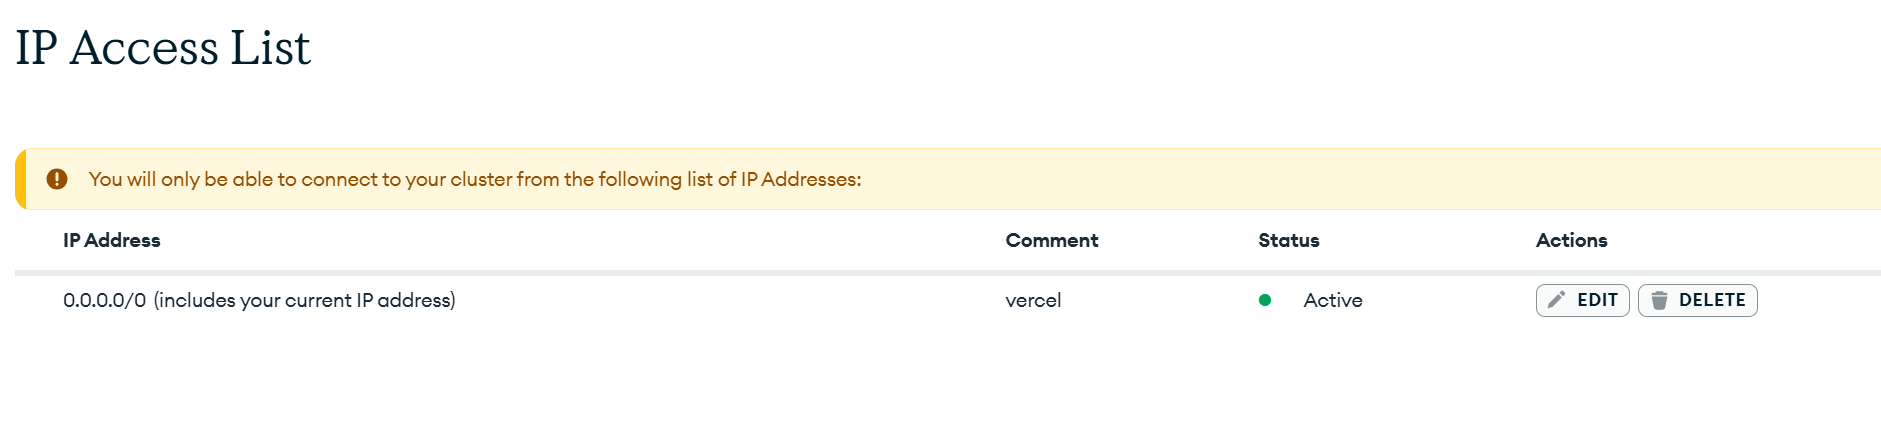 IP Access List
You will only be able to connect to your cluster from the following list of IP Addresses:
IP Address Comment Status Actions
0.0.0.0/0 (includes your current IP address) vercel Active EDIT DELETE